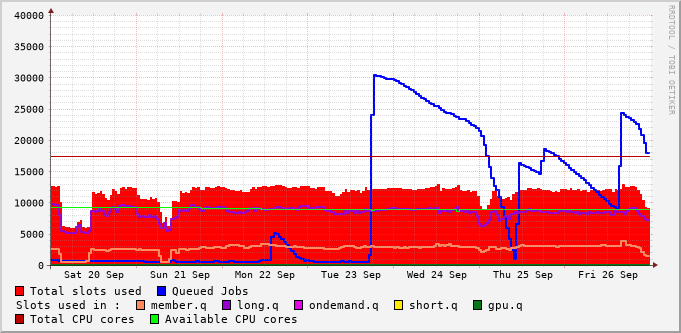 40000
35000
30000
25000
20000
15000
10000
5000
0
Sat 20 Sep Sun 21 Sep Mon 22 Sep Tue 23 Sep Wed 24 Sep Thu 25 Sep Fri 26 Sep
Total slots used Queued Jobs
Slots used in : member.q long.q ondemand.q short.q gpu.q
Total CPU cores Available CPU cores
RRDTOOL / TOBI OETIKER